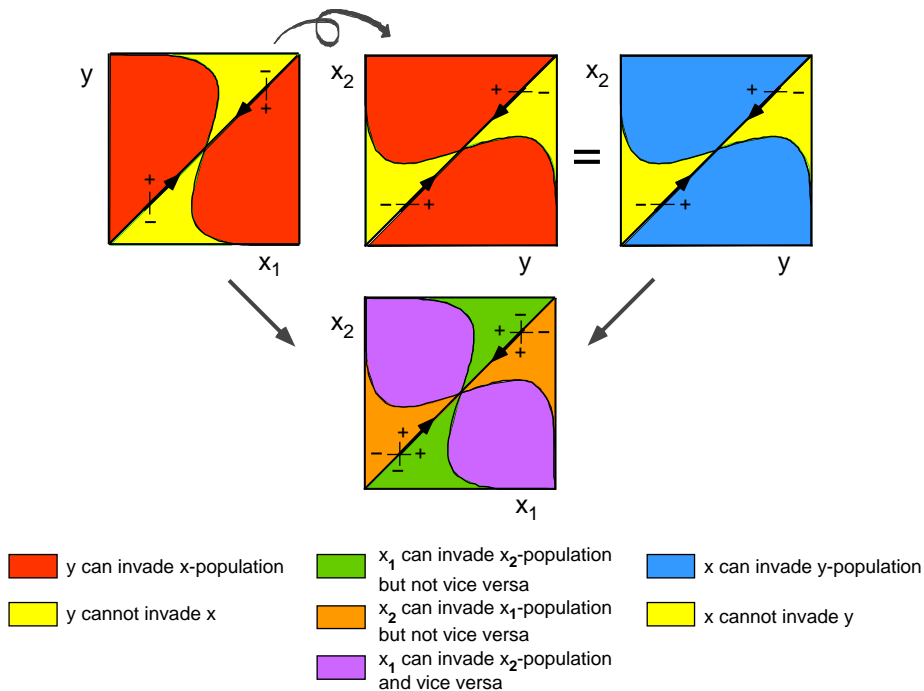 y
x1
+
−
−
+
x2
y
+
−
−
+
=
x2
y
+
−
−
+
x2
x1
−
+
−
+
+
−
+
−
y can invade x-population
y cannot invade x
x1 can invade x2-population
but not vice versa
x2 can invade x1-population
but not vice versa
x1 can invade x2-population
and vice versa
x can invade y-population
x cannot invade y